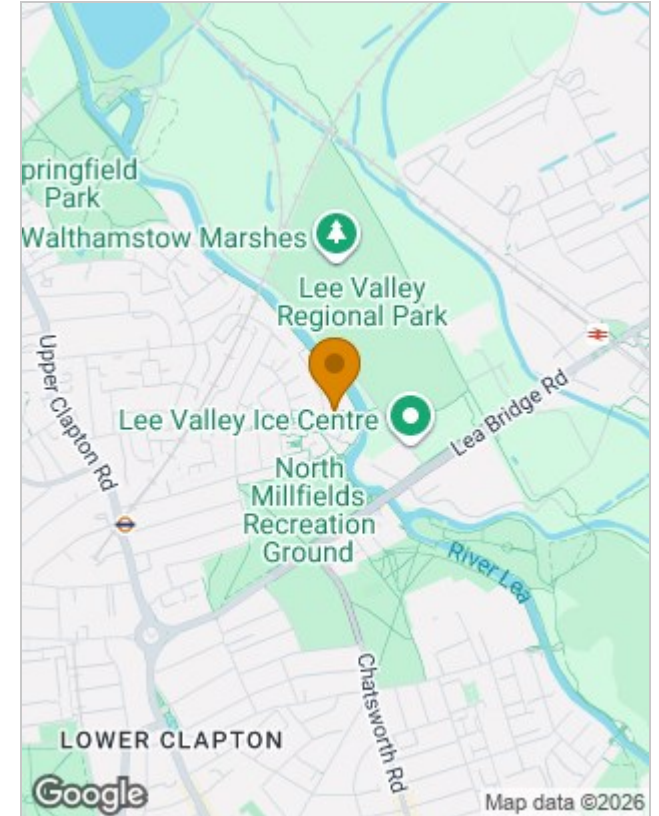 pringfield
Park
Walthamstow Marshes
Lee Valley
Regional Park
Upper Clapton Rd
Lee Valley Ice Centre
Lea Bridge Rd
North
Millfields
Recreation
Ground
River Lea
Chatsworth Rd
LOWER CLAPTON
Google
Map data ©2026